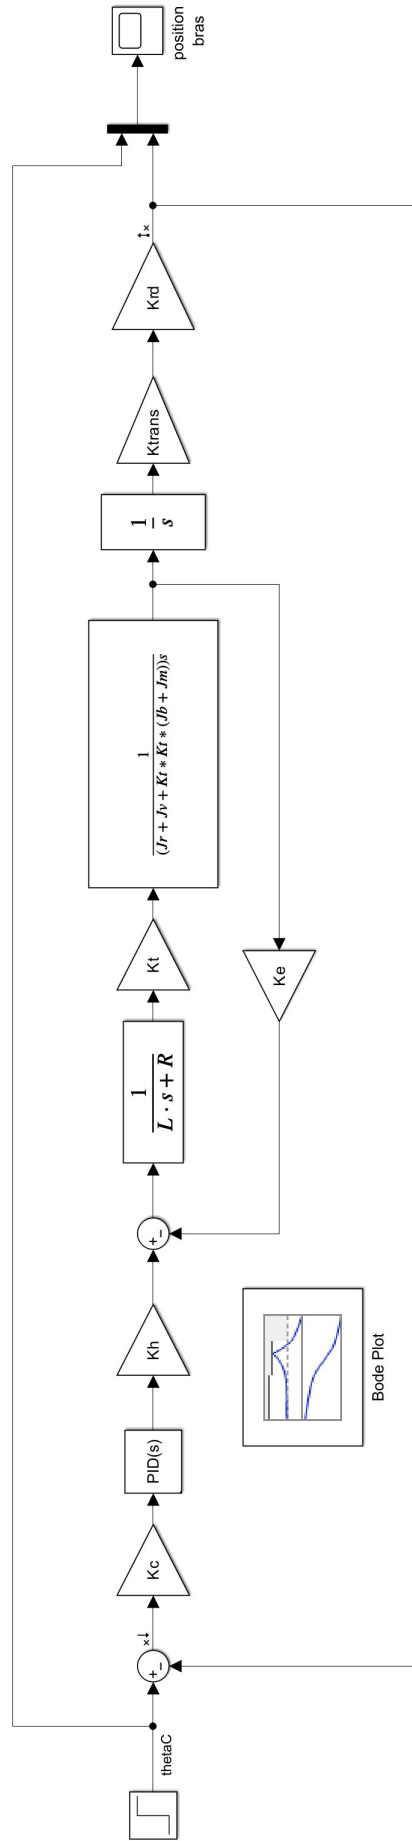 thetaC
+
−
Kc
PID(s)
Kh
+
−
1
L · s + R
Kt
1
(Jr + Jv + Kt * Kt * (Jb + Jm))s
1
s
Ktrans
Krd
position
bras
Ke
Bode Plot